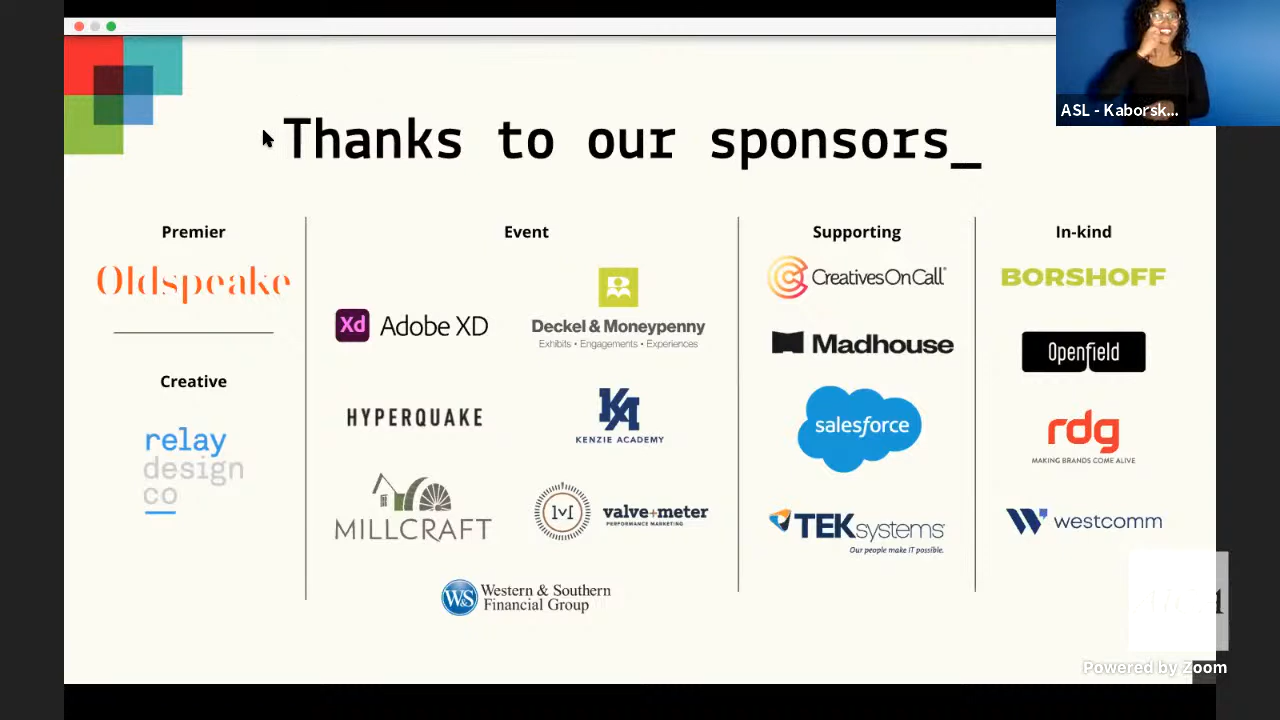 ASL - Kaborsk...
Thanks to our sponsors_
Premier
Oldspeake
Creative
relay
design
co
Event
Xd Adobe XD
Deckel & Moneypenny
Exhibits • Engagements • Experiences
HYPERQUAKE
KA
KENZIE ACADEMY
MILLCRAFT
valve+meter
PERFORMANCE MARKETING
W&S Western & Southern
Financial Group
Supporting
CreativesOnCall
Madhouse
salesforce
TEKsystems
Our people make IT possible.
In-kind
BORSHOFF
Openfield
rdg
MAKING BRANDS COME ALIVE
westcomm
Powered by Zoom